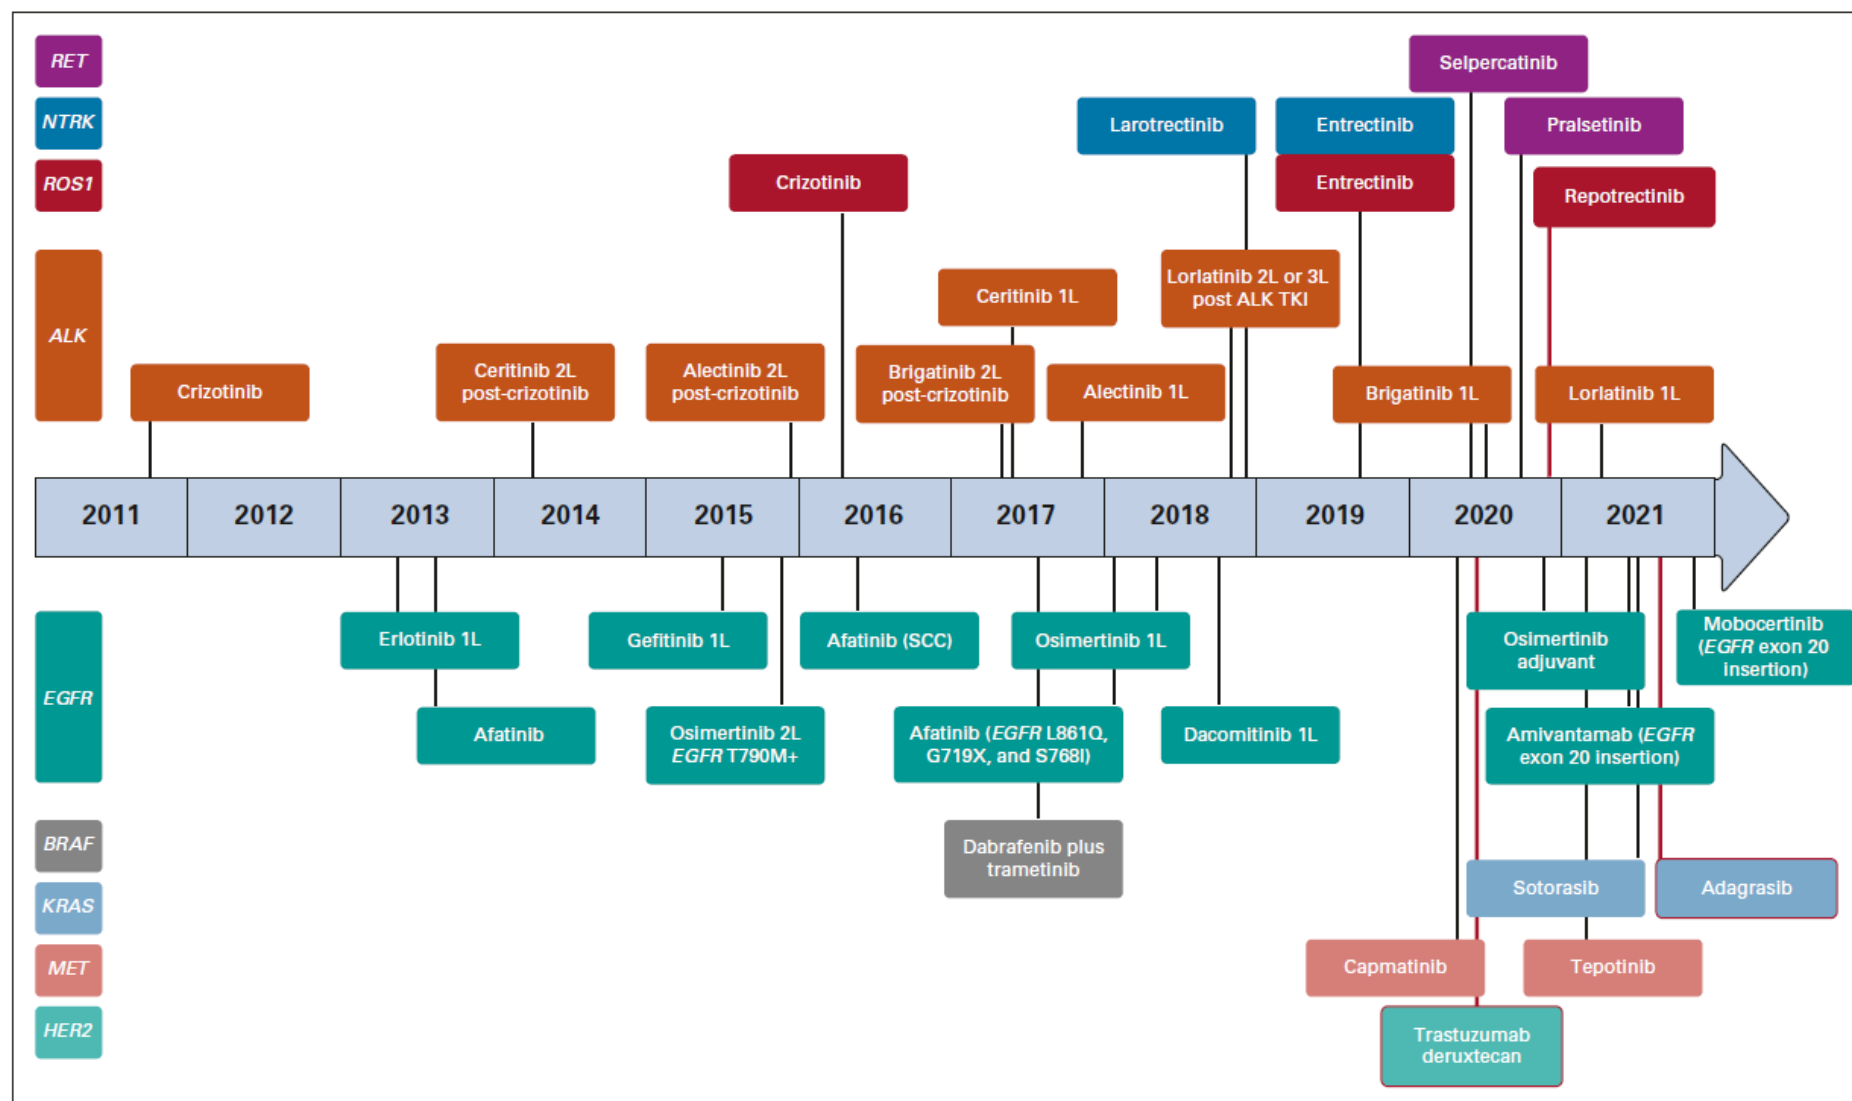 RET
Selpercatinib
NTRK
Larotrectinib
Entrectinib
Pralsetinib
ROS1
Crizotinib
Entrectinib
Repotrectinib
ALK
Crizotinib
Ceritinib 2L
post-crizotinib
Alectinib 2L
post-crizotinib
Brigatinib 2L
post-crizotinib
Ceritinib 1L
Alectinib 1L
Lorlatinib 2L or 3L
post ALK TKI
Brigatinib 1L
Lorlatinib 1L
2011
2012
2013
2014
2015
2016
2017
2018
2019
2020
2021
EGFR
Erlotinib 1L
Afatinib
Gefitinib 1L
Osimertinib 2L
EGFR T790M+
Afatinib (SCC)
Afatinib (EGFR L861Q,
G719X, and S768I)
Osimertinib 1L
Dacomitinib 1L
Osimertinib
adjuvant
Amivantamab (EGFR
exon 20 insertion)
Mobocertinib
(EGFR exon 20
insertion)
BRAF
Dabrafenib plus
trametinib
KRAS
Sotorasib
Adagrasib
MET
Capmatinib
Tepotinib
HER2
Trastuzumab
deruxtecan